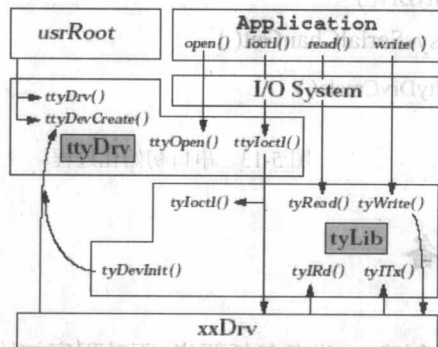 usrRoot
Application
open() ioctl() read() write()
I/O System
ttyDrv()
ttyDevCreate()
ttyDrv
ttyOpen() ttyIoctl()
tyIoctl() tyRead() tyWrite()
tyLib
tyDevInit() tyIRd() tyITx()
xxDrv